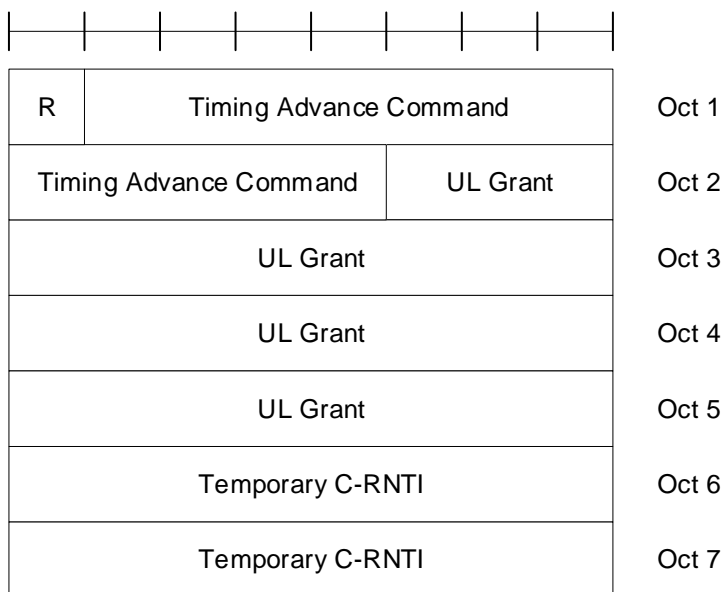 R Timing Advance Command Oct 1
Timing Advance Command UL Grant Oct 2
UL Grant Oct 3
UL Grant Oct 4
UL Grant Oct 5
Temporary C-RNTI Oct 6
Temporary C-RNTI Oct 7